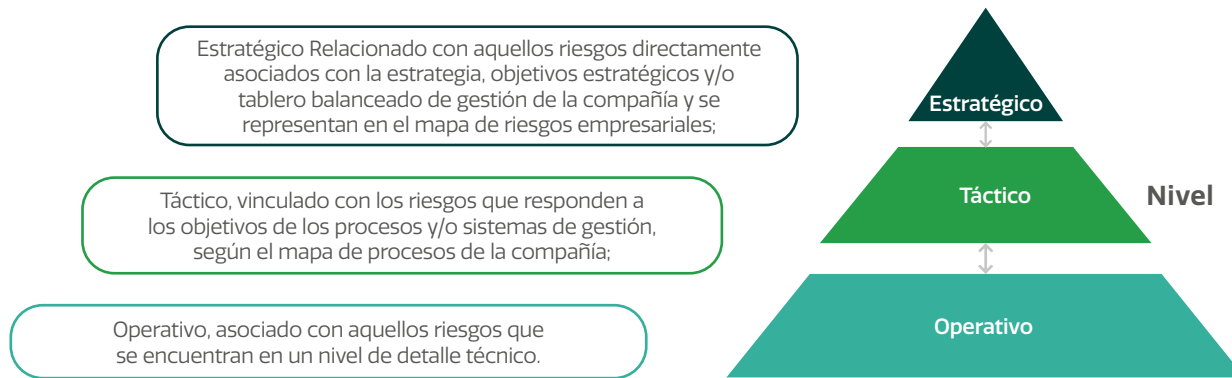 Estratégico Relacionado con aquellos riesgos directamente
asociados con la estrategia, objetivos estratégicos y/o
tablero balanceado de gestión de la compañía y se
representan en el mapa de riesgos empresariales;
Estratégico
Táctico, vinculado con los riesgos que responden a
los objetivos de los procesos y/o sistemas de gestión,
según el mapa de procesos de la compañía;
Táctico
Nivel
Operativo, asociado con aquellos riesgos que
se encuentran en un nivel de detalle técnico.
Operativo